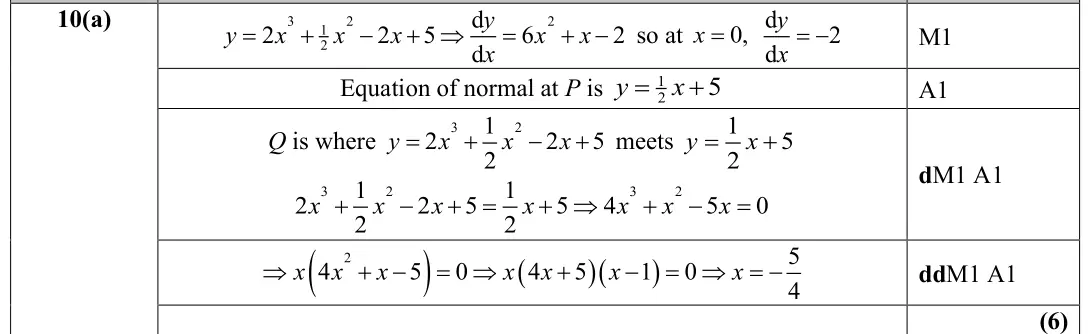 10(a)
y = 2x³ + ½x² − 2x + 5 ⇒ dy/dx = 6x² + x − 2 so at x = 0, dy/dx = −2 M1
Equation of normal at P is y = ½x + 5 A1
Q is where y = 2x³ + 1/2 x² − 2x + 5 meets y = 1/2 x + 5
2x³ + 1/2 x² − 2x + 5 = 1/2 x + 5 ⇒ 4x³ + x² − 5x = 0
dM1 A1
⇒ x(4x² + x − 5) = 0 ⇒ x(4x + 5)(x − 1) = 0 ⇒ x = −5/4 ddM1 A1
(6)